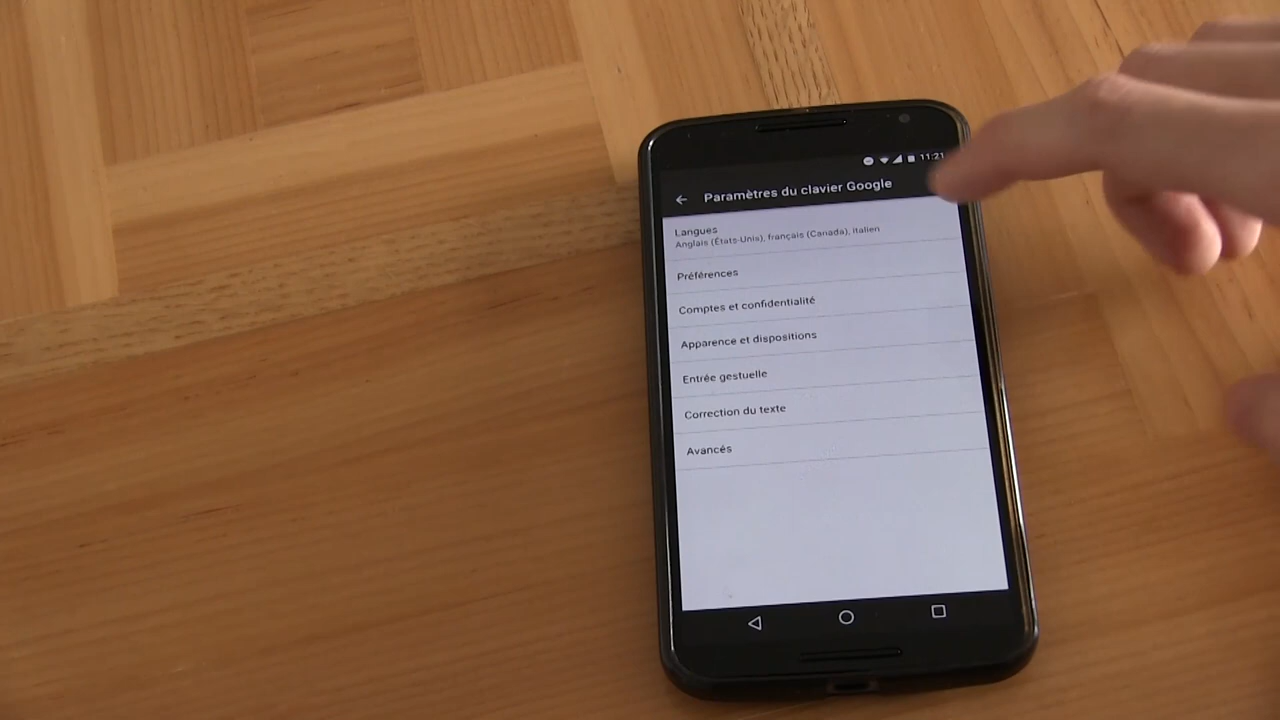 11:21
Paramètres du clavier Google
Langues
Anglais (États-Unis), français (Canada), Italien
Préférences
Comptes et confidentialité
Apparence et dispositions
Entrée gestuelle
Correction du texte
Avancés